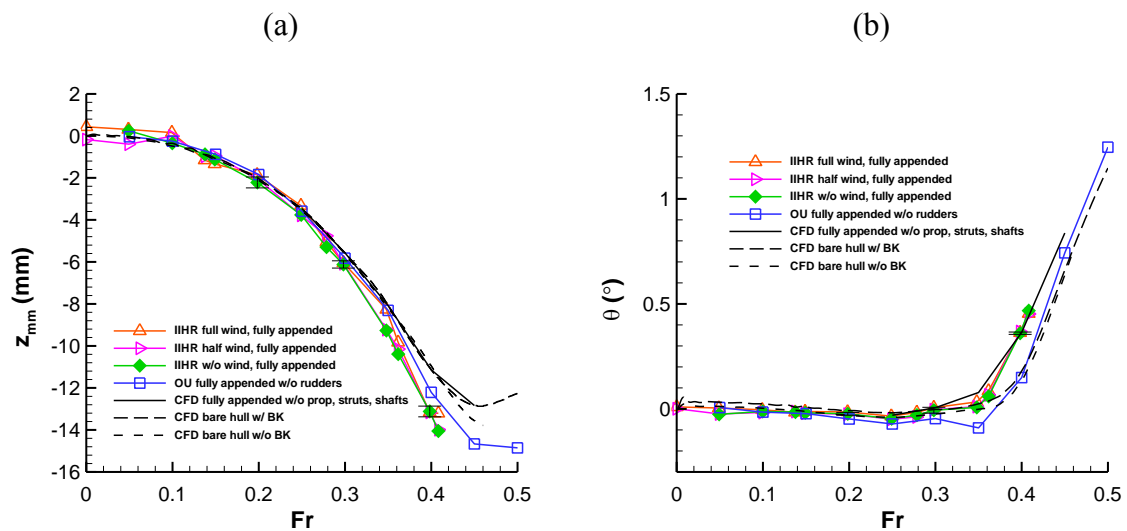 (a)
(b)
2
0
-2
-4
-6
-8
-10
-12
-14
-16
z mm (mm)
IIHR full wind, fully appended
IIHR half wind, fully appended
IIHR w/o wind, fully appended
OU fully appended w/o rudders
CFD fully appended w/o prop, struts, shafts
CFD bare hull w/ BK
CFD bare hull w/o BK
0
0.1
0.2
0.3
0.4
0.5
Fr
1.5
1
0.5
0
θ (°)
IIHR full wind, fully appended
IIHR half wind, fully appended
IIHR w/o wind, fully appended
OU fully appended w/o rudders
CFD fully appended w/o prop, struts, shafts
CFD bare hull w/ BK
CFD bare hull w/o BK
0
0.1
0.2
0.3
0.4
0.5
Fr